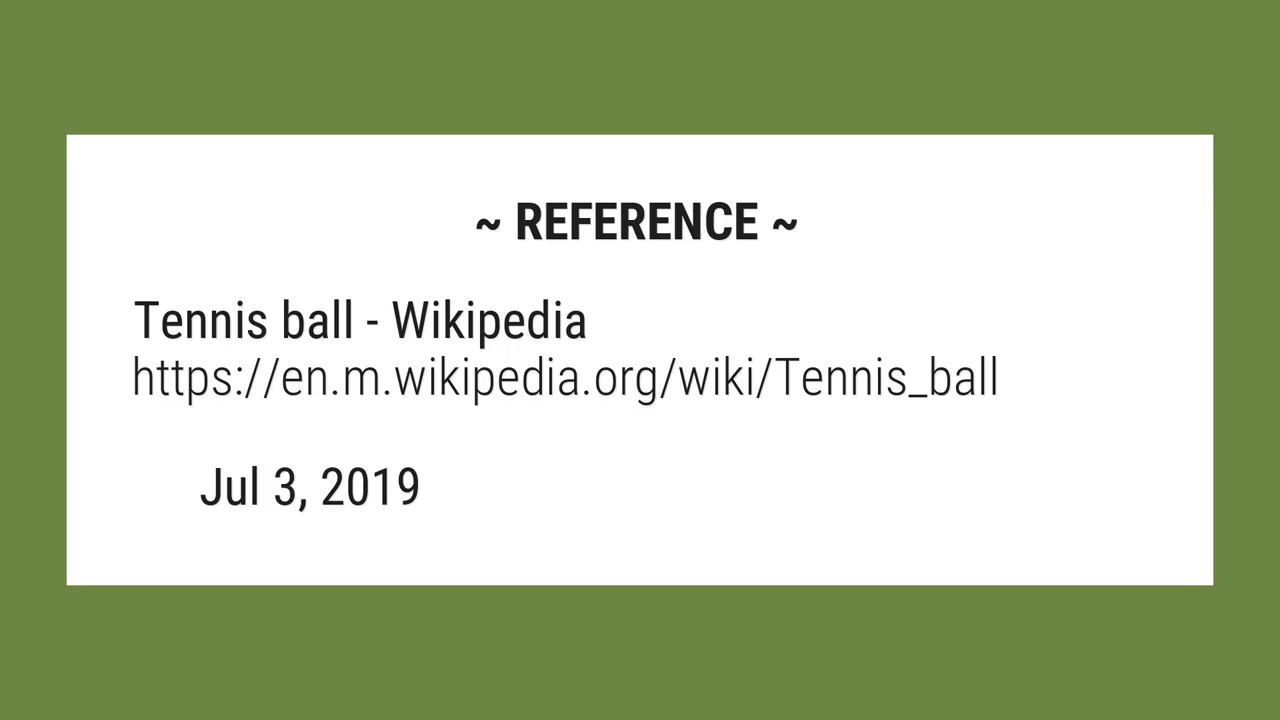 ~ REFERENCE ~
Tennis ball - Wikipedia
https://en.m.wikipedia.org/wiki/Tennis_ball
Jul 3, 2019